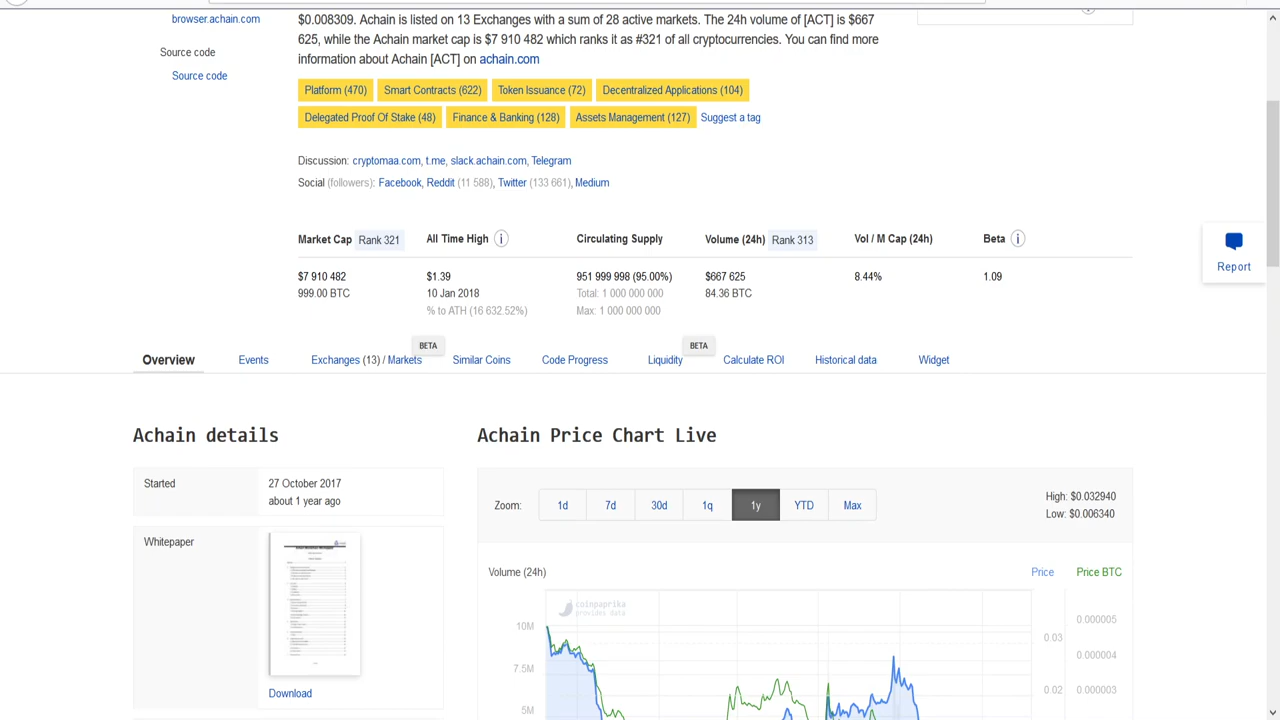 browser.achain.com
Source code
Source code
$0.008309. Achain is listed on 13 Exchanges with a sum of 28 active markets. The 24h volume of [ACT] is $667
625, while the Achain market cap is $7 910 482 which ranks it as #321 of all cryptocurrencies. You can find more
information about Achain [ACT] on achain.com
Platform (470) Smart Contracts (622) Token Issuance (72) Decentralized Applications (104)
Delegated Proof Of Stake (48) Finance & Banking (128) Assets Management (127) Suggest a tag
Discussion: cryptomaa.com, t.me, slack.achain.com, Telegram
Social (followers): Facebook, Reddit (11 588), Twitter (133 661), Medium
Market Cap Rank 321 All Time High i Circulating Supply Volume (24h) Rank 313 Vol / M Cap (24h) Beta i
$7 910 482 $1.39 951 999 998 (95.00%) $667 625 8.44% 1.09
999.00 BTC 10 Jan 2018 Total: 1 000 000 000 84.36 BTC
% to ATH (16 632.52%) Max: 1 000 000 000
Report
BETA BETA
Overview Events Exchanges (13) / Markets Similar Coins Code Progress Liquidity Calculate ROI Historical data Widget
Achain details
Started 27 October 2017
about 1 year ago
Whitepaper
Download
Achain Price Chart Live
Zoom: 1d 7d 30d 1q 1y YTD Max
High: $0.032940
Low: $0.006340
Volume (24h) Price Price BTC
coinpaprika
provides data
10M 0.03 0.000005
7.5M 0.000004
5M 0.02 0.000003